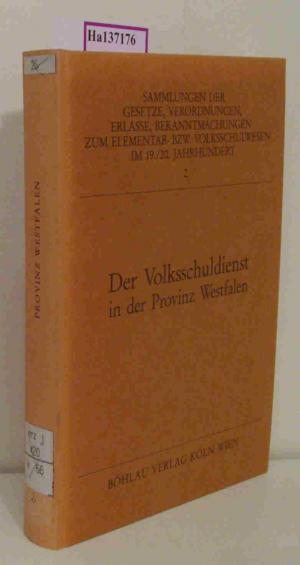 Ha137176
SAMMLUNGEN DER
GESETZE, VERORDNUNGEN,
ERLASSE, BEKANNTMACHUNGEN
ZUM ELEMENTAR- BZW. VOLKSSCHULWESEN
IM 19./20. JAHRHUNDERT
2
Der Volksschuldienst
in der Provinz Westfalen
BÖHLAU VERLAG KÖLN WIEN
PROVINZ WESTFALEN